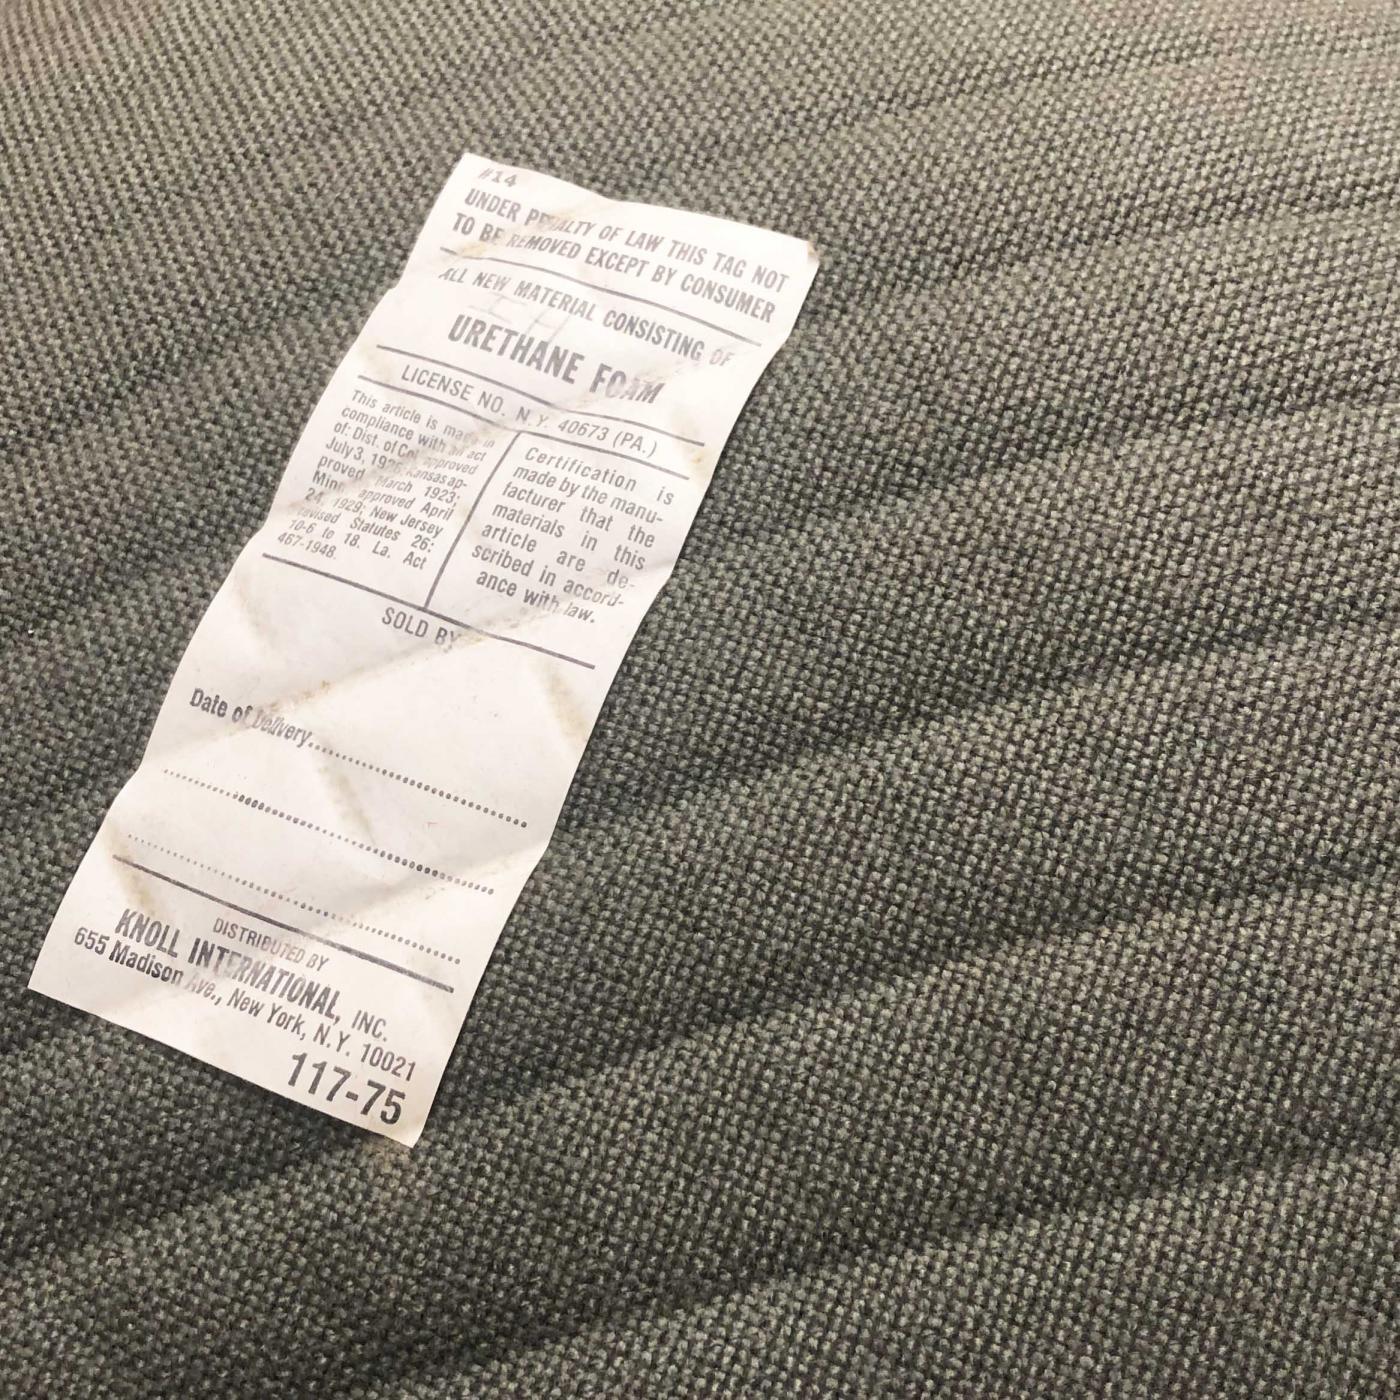 #14
UNDER PENALTY OF LAW THIS TAG NOT
TO BE REMOVED EXCEPT BY CONSUMER
ALL NEW MATERIAL CONSISTING OF
URETHANE FOAM
LICENSE NO. N.Y. 40673 (PA.)
This article is made in
compliance with an act
of: Dist. of Col. approved
July 3, 1926; Kansas ap-
proved March 1923;
Minn. approved April
24, 1929; New Jersey
revised Statutes 26:
10-6 to 18. La. Act
467-1948.
Certification is
made by the manu-
facturer that the
materials in this
article are de-
scribed in accord-
ance with law.
SOLD BY
Date of Delivery
DISTRIBUTED BY
KNOLL INTERNATIONAL, INC.
655 Madison Ave., New York, N.Y. 10021
117-75